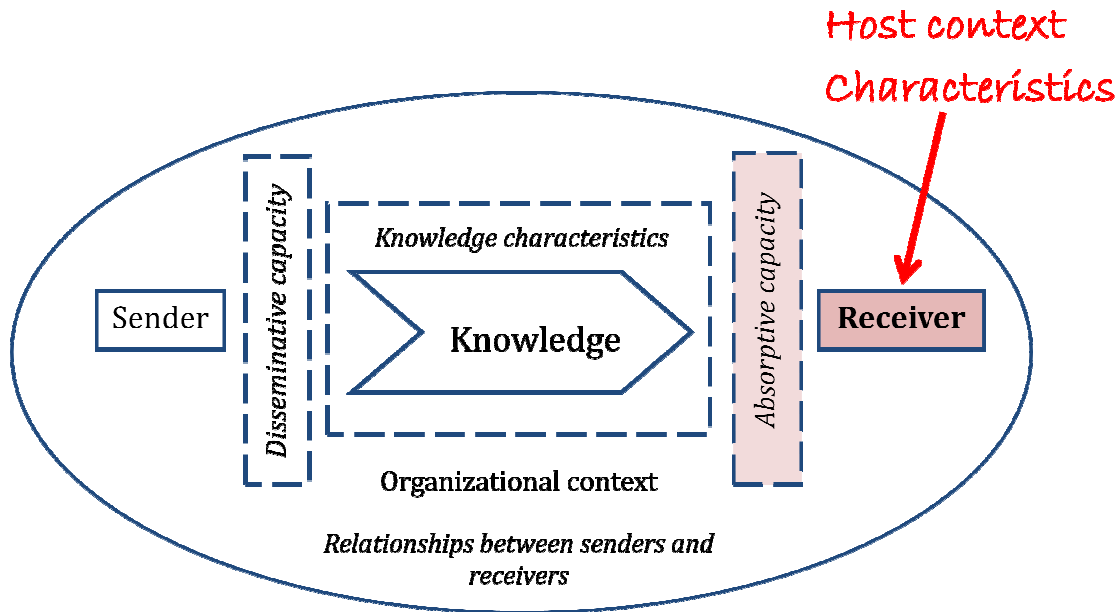 Host context
Characteristics
Sender
Disseminative capacity
Knowledge characteristics
Knowledge
Absorptive capacity
Receiver
Organizational context
Relationships between senders and
receivers